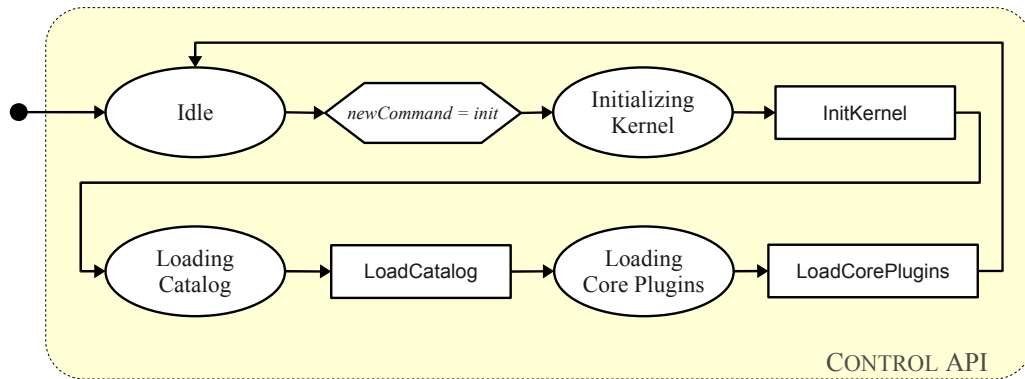 Idle
newCommand = init
Initializing
Kernel
InitKernel
Loading
Catalog
LoadCatalog
Loading
Core Plugins
LoadCorePlugins
CONTROL API